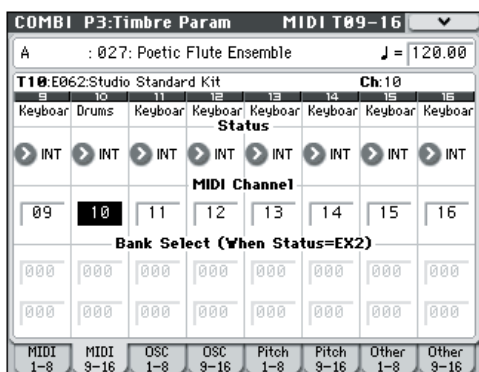 COMBI P3:Timbre Param MIDI T09-16
A :027: Poetic Flute Ensemble ♩= 120.00
T10:E062:Studio Standard Kit Ch:10
9 10 11 12 13 14 15 16
Keyboar Drums Keyboar Keyboar Keyboar Keyboar Keyboar Keyboar
Status
INT INT INT INT INT INT INT INT
MIDI Channel
09 10 11 12 13 14 15 16
Bank Select (When Status=EX2)
000 000 000 000 000 000 000 000
000 000 000 000 000 000 000 000
MIDI MIDI OSC OSC Pitch Pitch Other Other
1-8 9-16 1-8 9-16 1-8 9-16 1-8 9-16